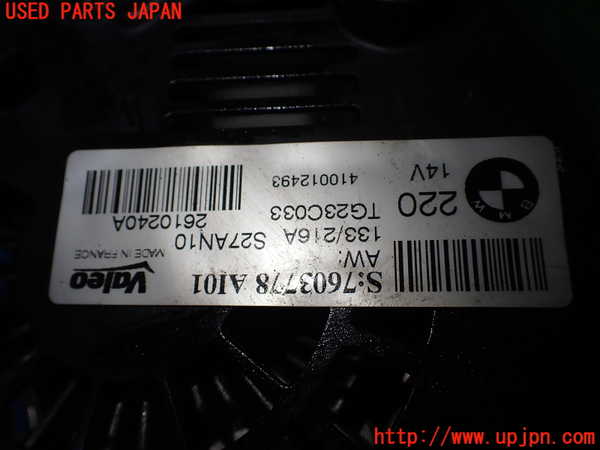 USED PARTS JAPAN
BMW
220
14V
TG23C033
410012493
133/216A
S27AN10
2610240A
AW:
MADE IN FRANCE
S:7603778 AI01
Valeo
http://www.upjpn.com/